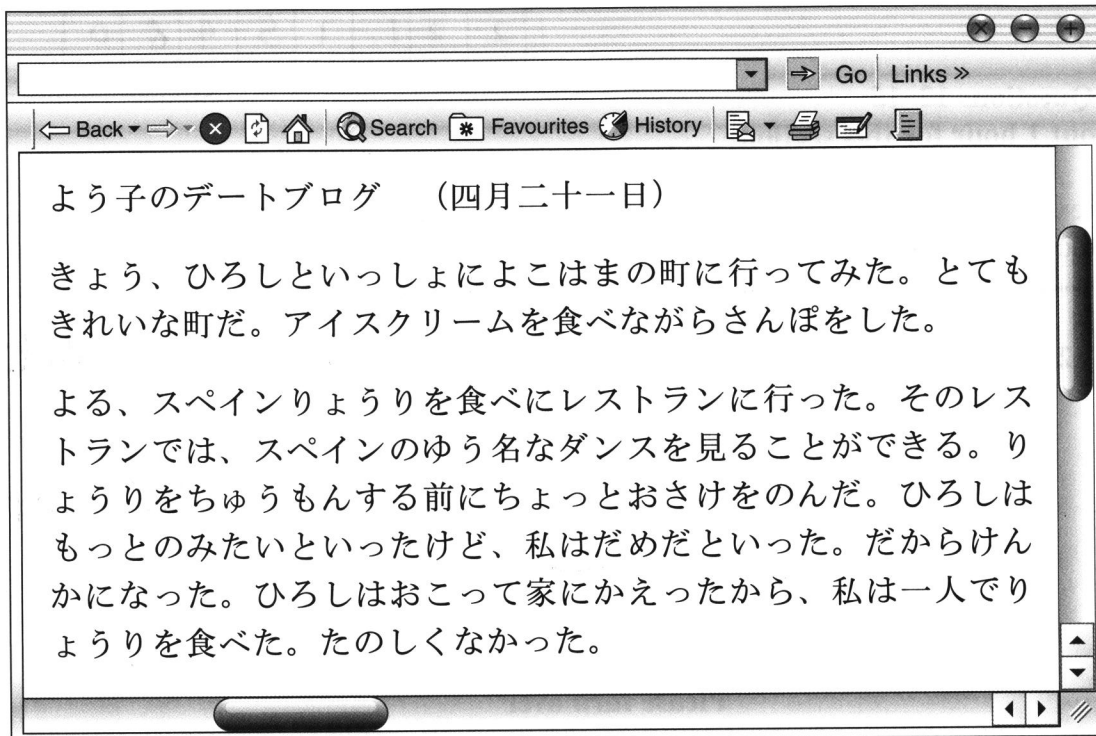 Go Links »
Back Search Favourites History
よう子のデートブログ （四月二十一日）
きょう、ひろしといっしょによこはまの町に行ってみた。とても
きれいな町だ。アイスクリームを食べながらさんぽをした。
よる、スペインりょうりを食べにレストランに行った。そのレス
トランでは、スペインのゆう名なダンスを見ることができる。り
ょうりをちゅうもんする前にちょっとおさけをのんだ。ひろしは
もっとのみたいといったけど、私はだめだといった。だからけん
かになった。ひろしはおこって家にかえったから、私は一人でり
ょうりを食べた。たのしくなかった。